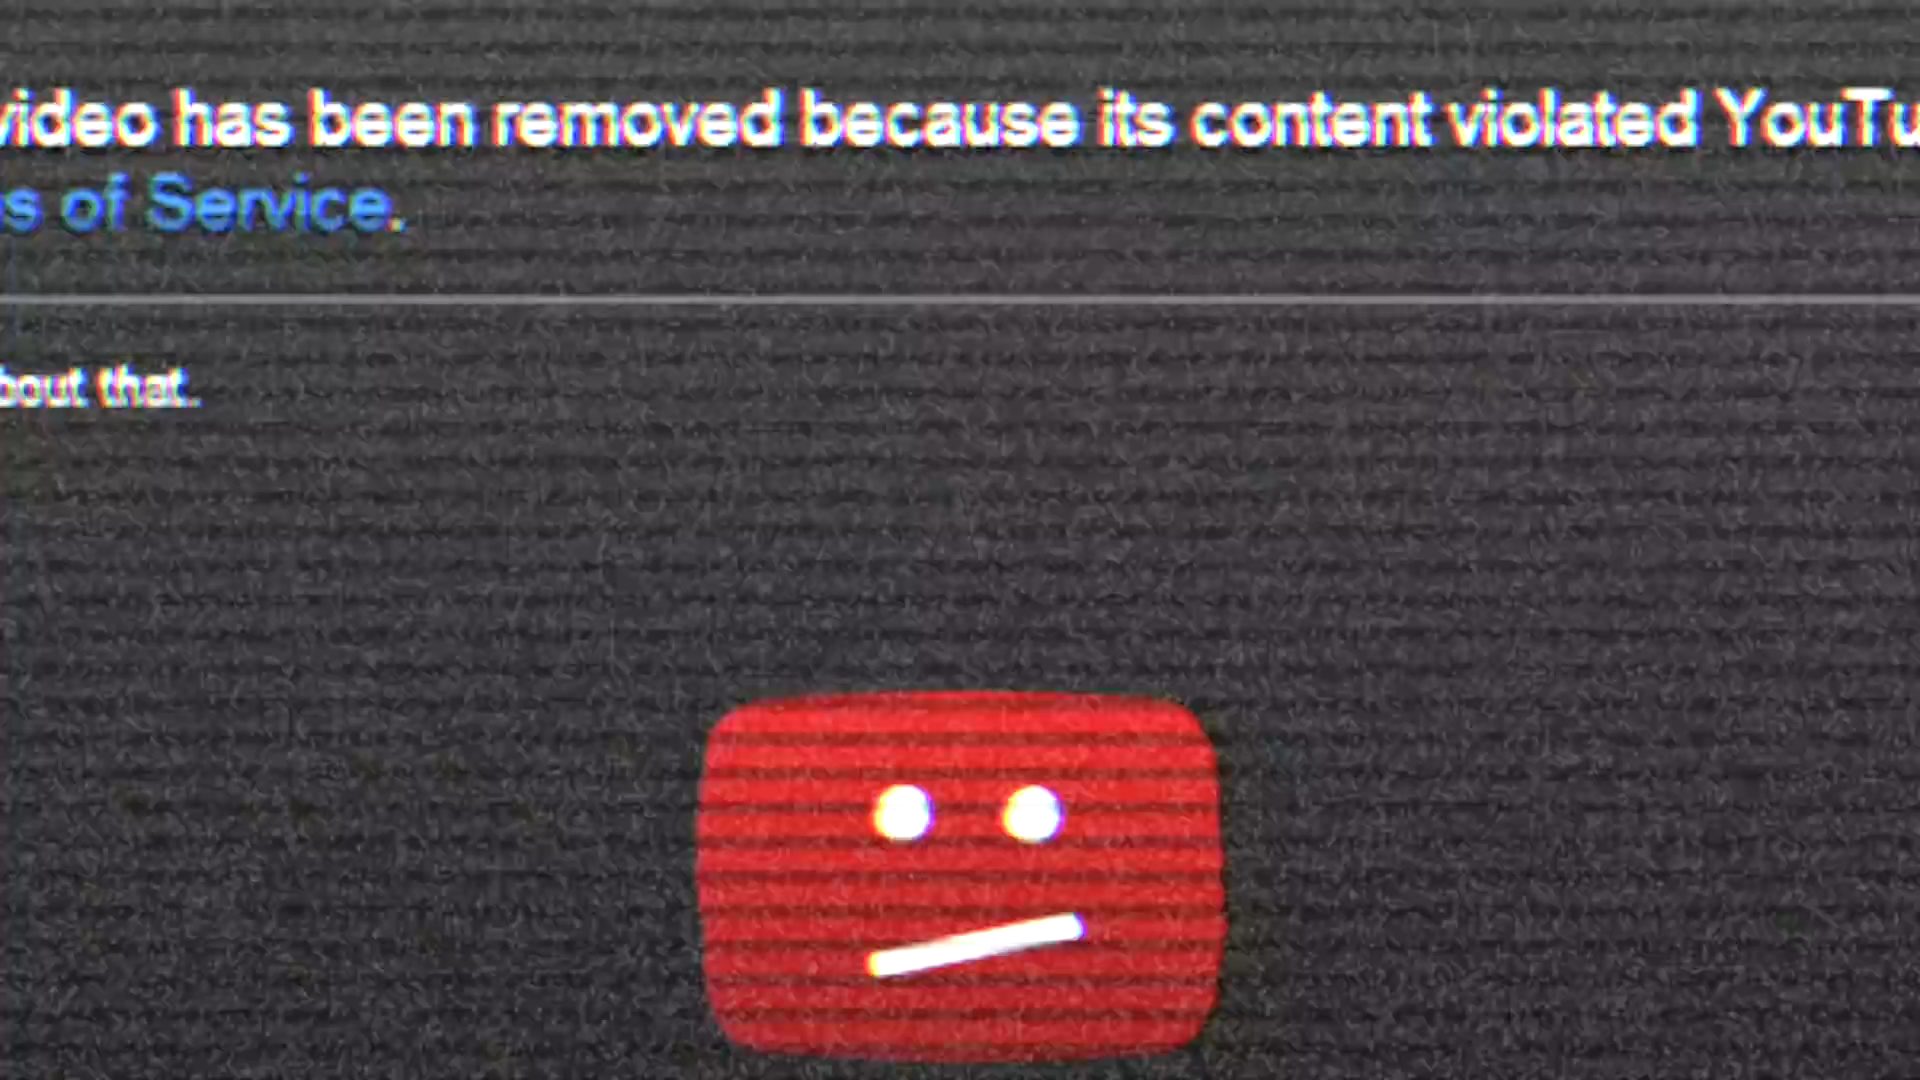 video has been removed because its content violated YouTu
s of Service.
bout that.